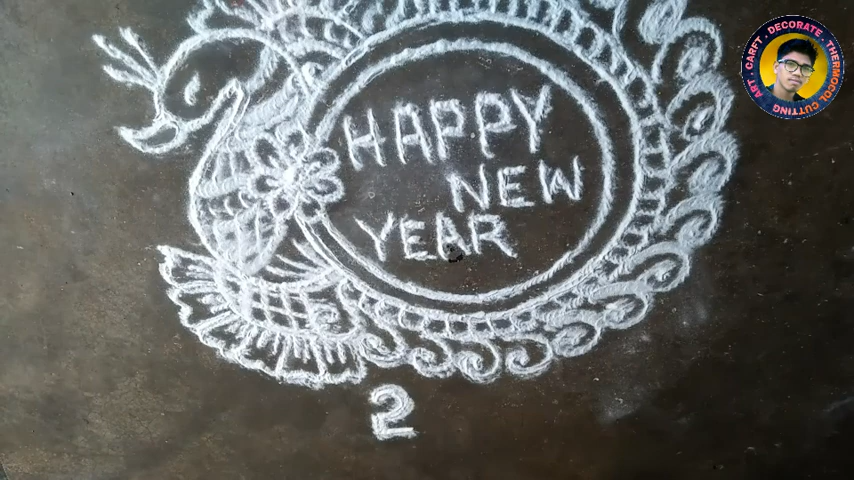 HAPPY
NEW
YEAR
2
ART . CARFT . DECORATE . THERMOCOL CUTTING